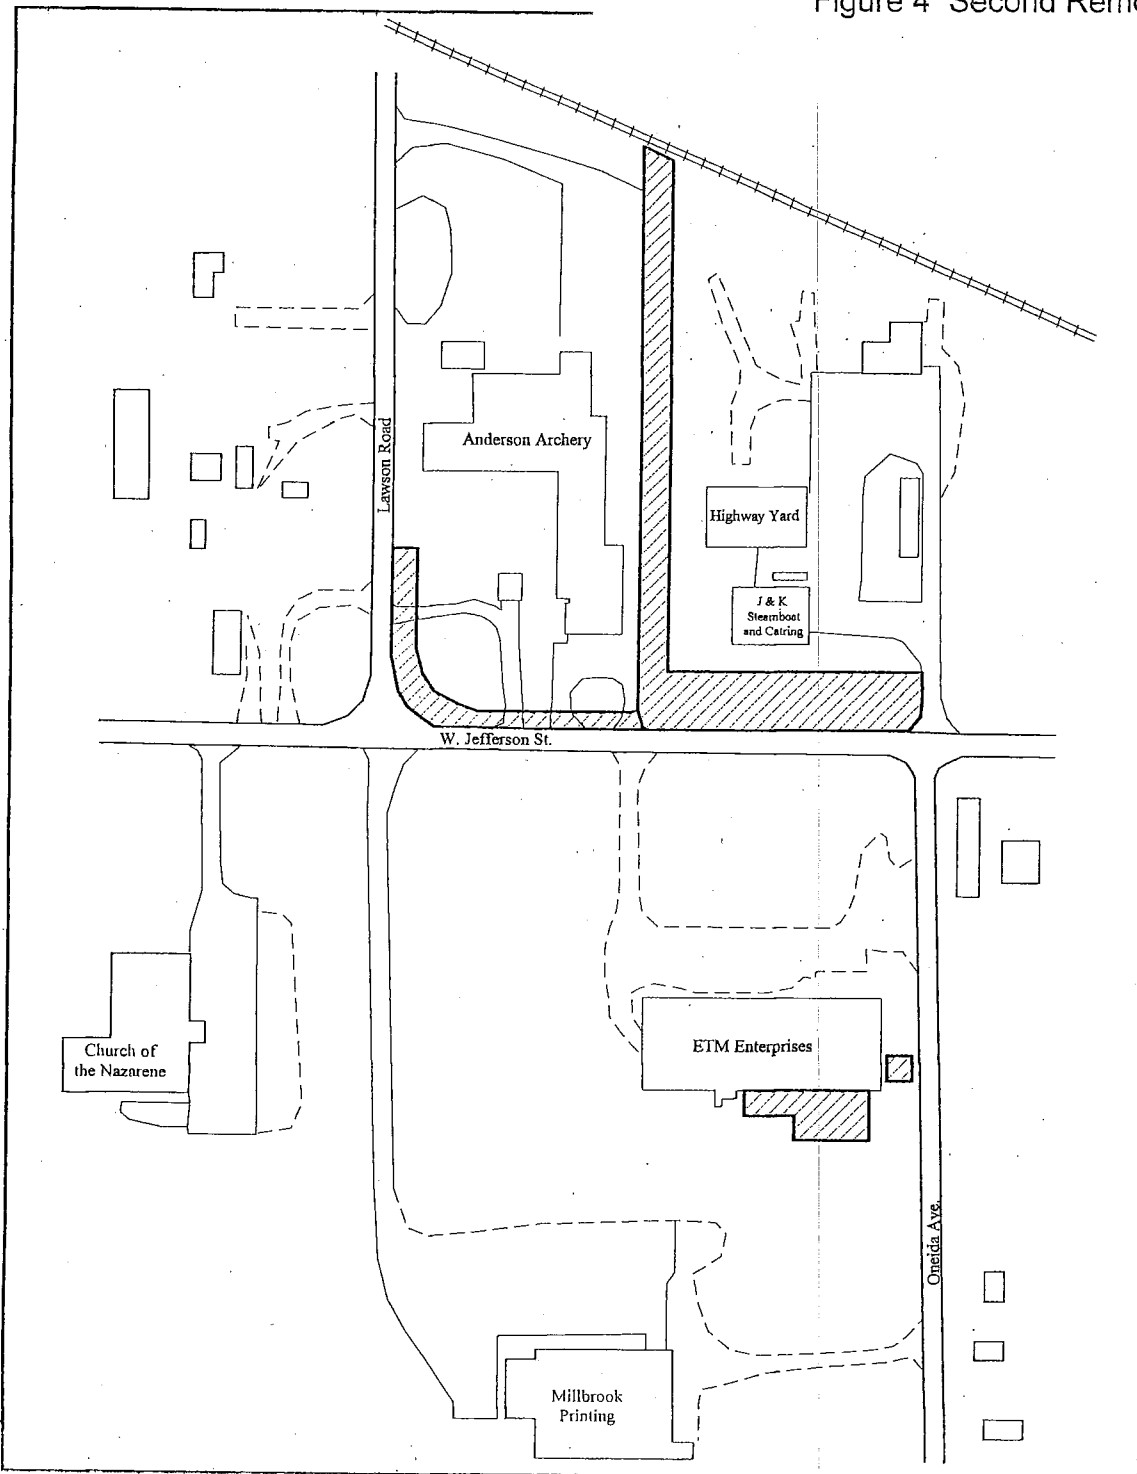 Figure 4 Second Remo
Lawson Road
Anderson Archery
Highway Yard
J & K
Steamboat
and Catring
W. Jefferson St.
Church of
the Nazarene
ETM Enterprises
Oneida Ave.
Millbrook
Printing